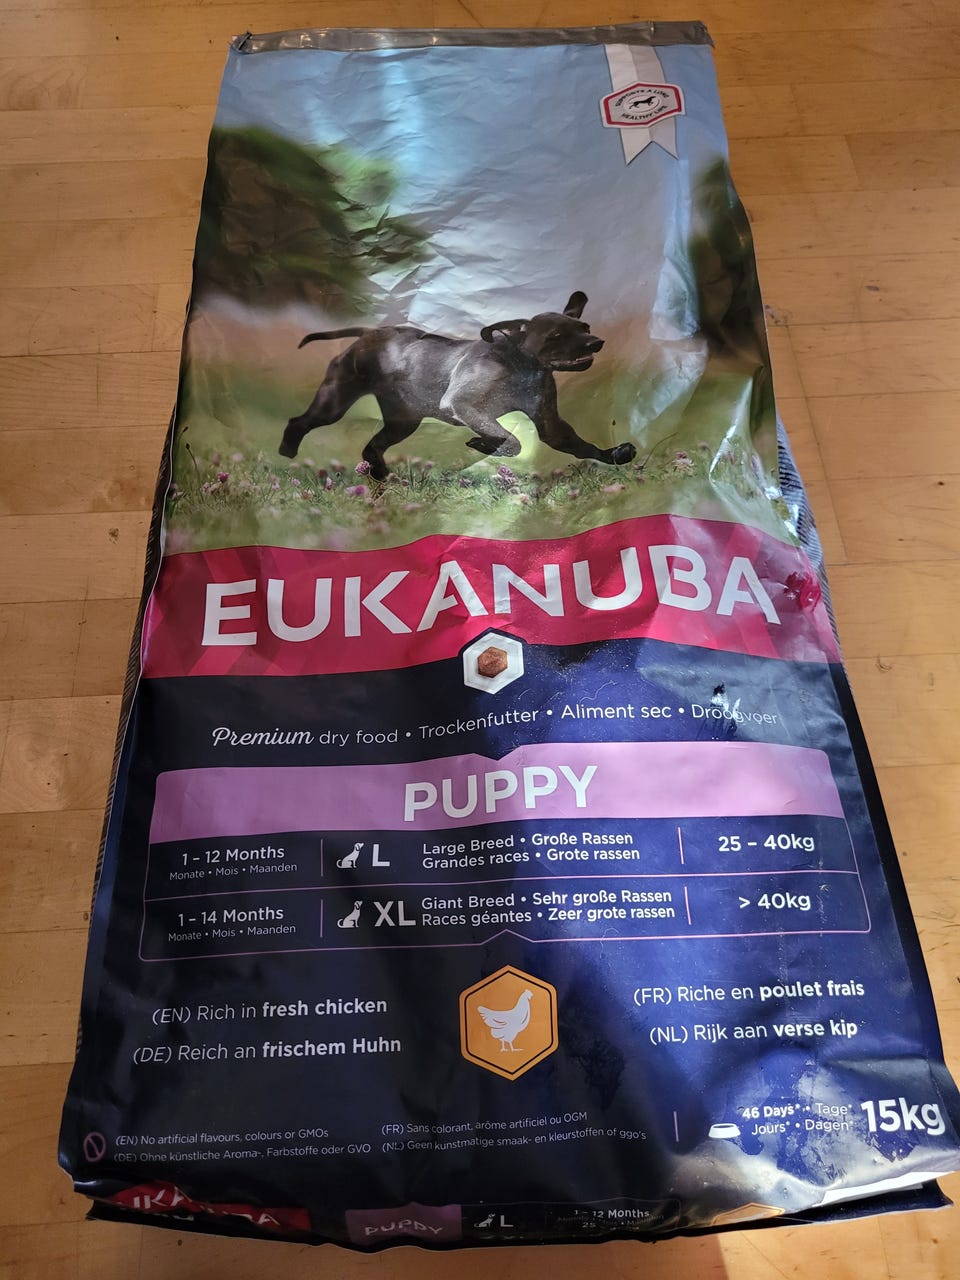 SUPPORTS A LONG
HEALTHY LIFE
EUKANUBA
Premium dry food • Trockenfutter • Aliment sec • Droogvoer
PUPPY
1 – 12 Months
Monate • Mois • Maanden
L
Large Breed • Große Rassen
Grandes races • Grote rassen
25 – 40kg
1 – 14 Months
Monate • Mois • Maanden
XL
Giant Breed • Sehr große Rassen
Races géantes • Zeer grote rassen
> 40kg
(EN) Rich in fresh chicken
(DE) Reich an frischem Huhn
(FR) Riche en poulet frais
(NL) Rijk aan verse kip
(EN) No artificial flavours, colours or GMOs
(DE) Ohne künstliche Aroma-, Farbstoffe oder GVO
(FR) Sans colorant, arôme artificiel ou OGM
(NL) Geen kunstmatige smaak- en kleurstoffen of ggo's
46 Days* • Tage*
Jours* • Dagen*
15kg
PUPPY
L
1 – 12 Months